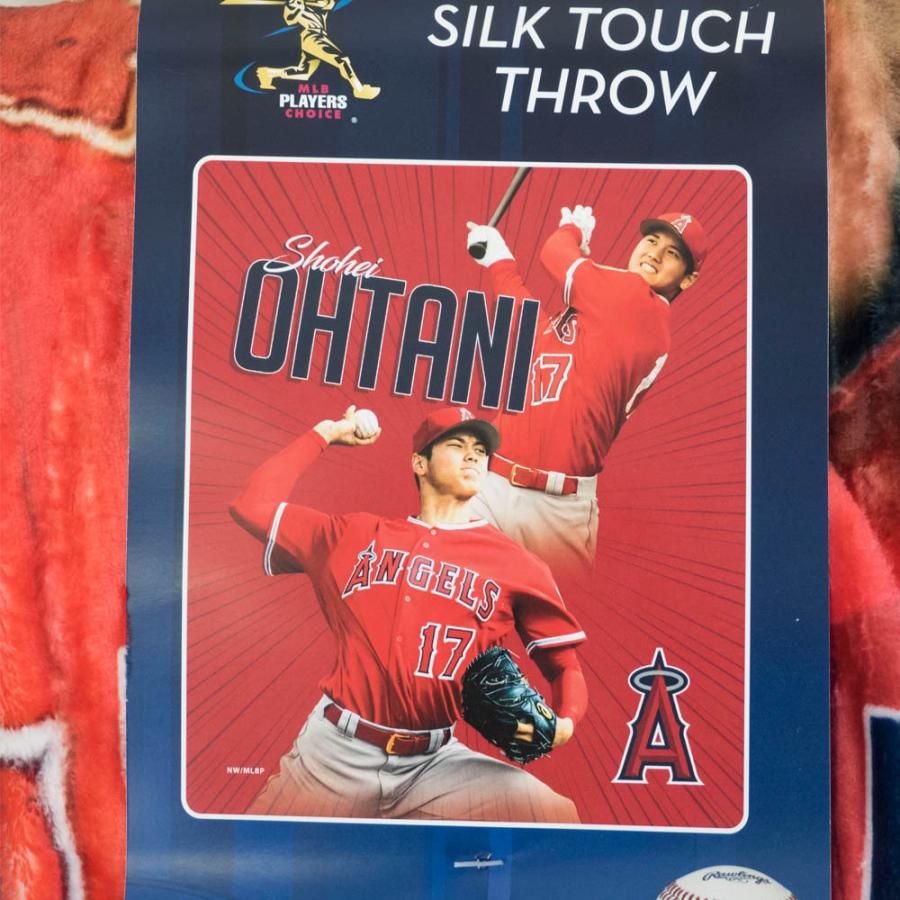 SILK TOUCH
THROW
MLB
PLAYERS
CHOICE ®
Shohei
OHTANI
17
A
ANGELS
17
A
NW/MLBP
Rawlings